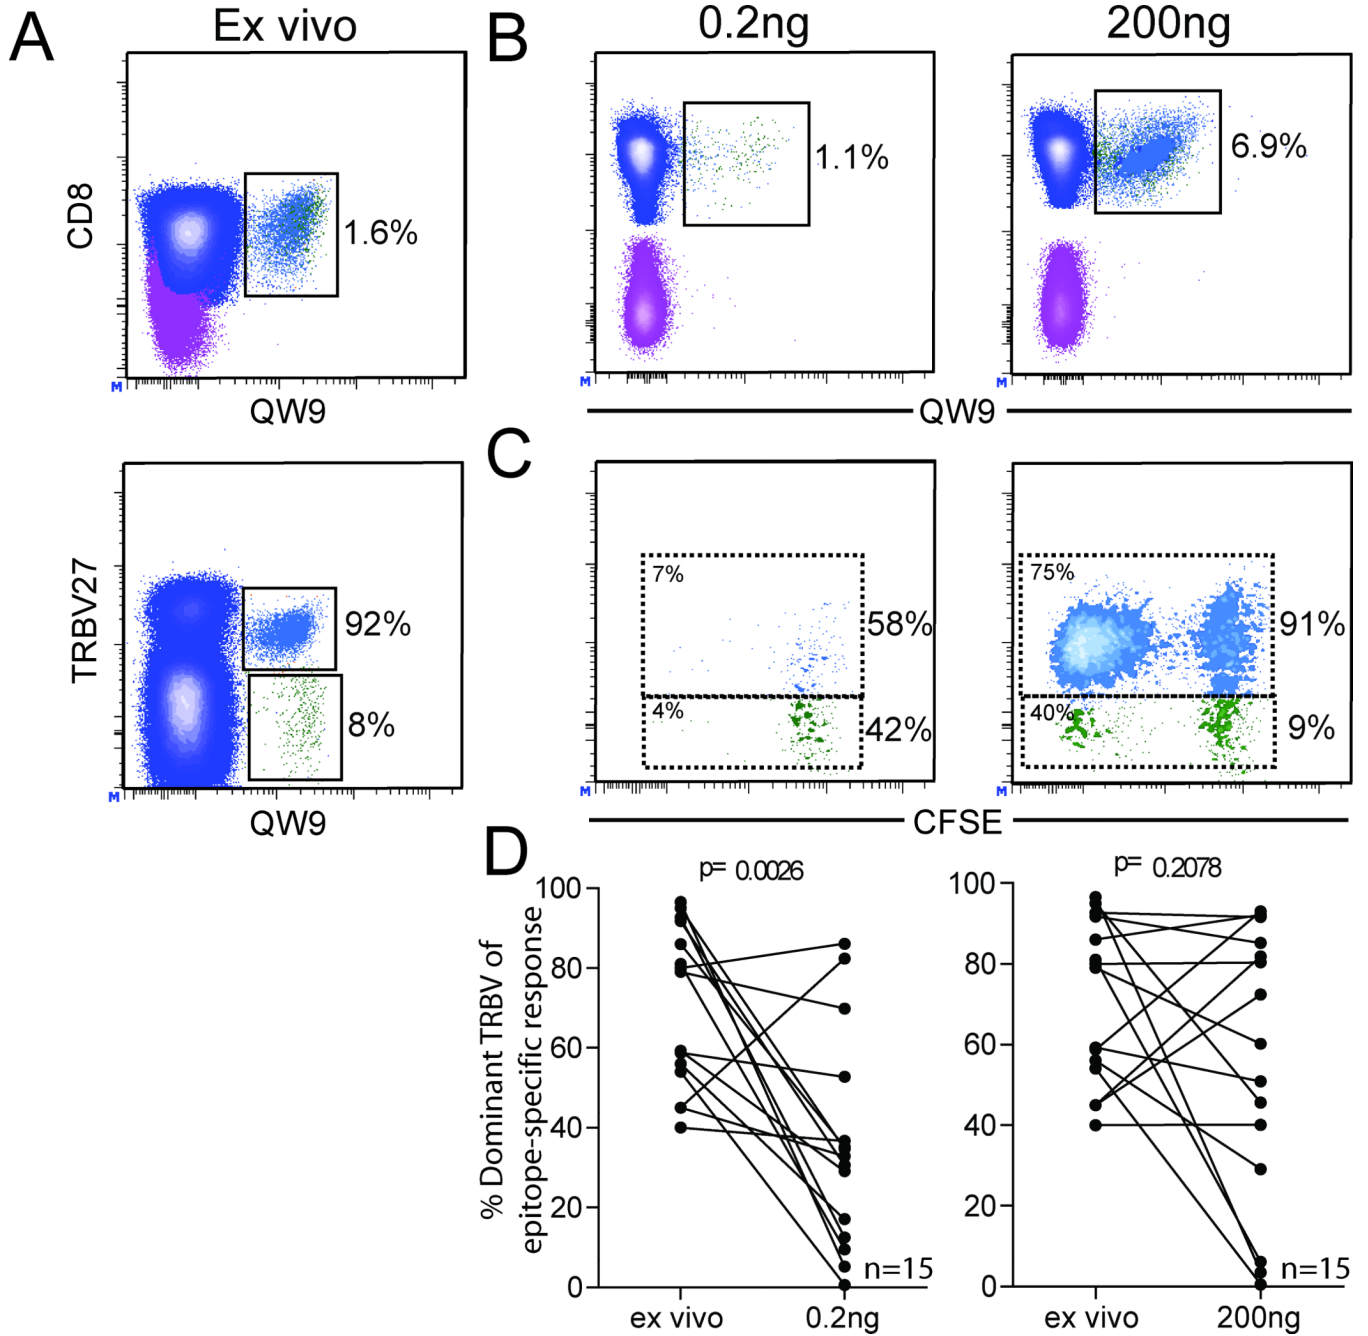 A
Ex vivo
B
0.2ng
200ng
CD8
1.6%
1.1%
6.9%
M
M
M
QW9
QW9
C
TRBV27
92%
8%
7%
58%
4%
42%
75%
91%
40%
9%
M
M
M
QW9
CFSE
D
% Dominant TRBV of
epitope-specific response
p= 0.0026
100
80
60
40
20
0
n=15
ex vivo
0.2ng
p= 0.2078
100
80
60
40
20
0
n=15
ex vivo
200ng